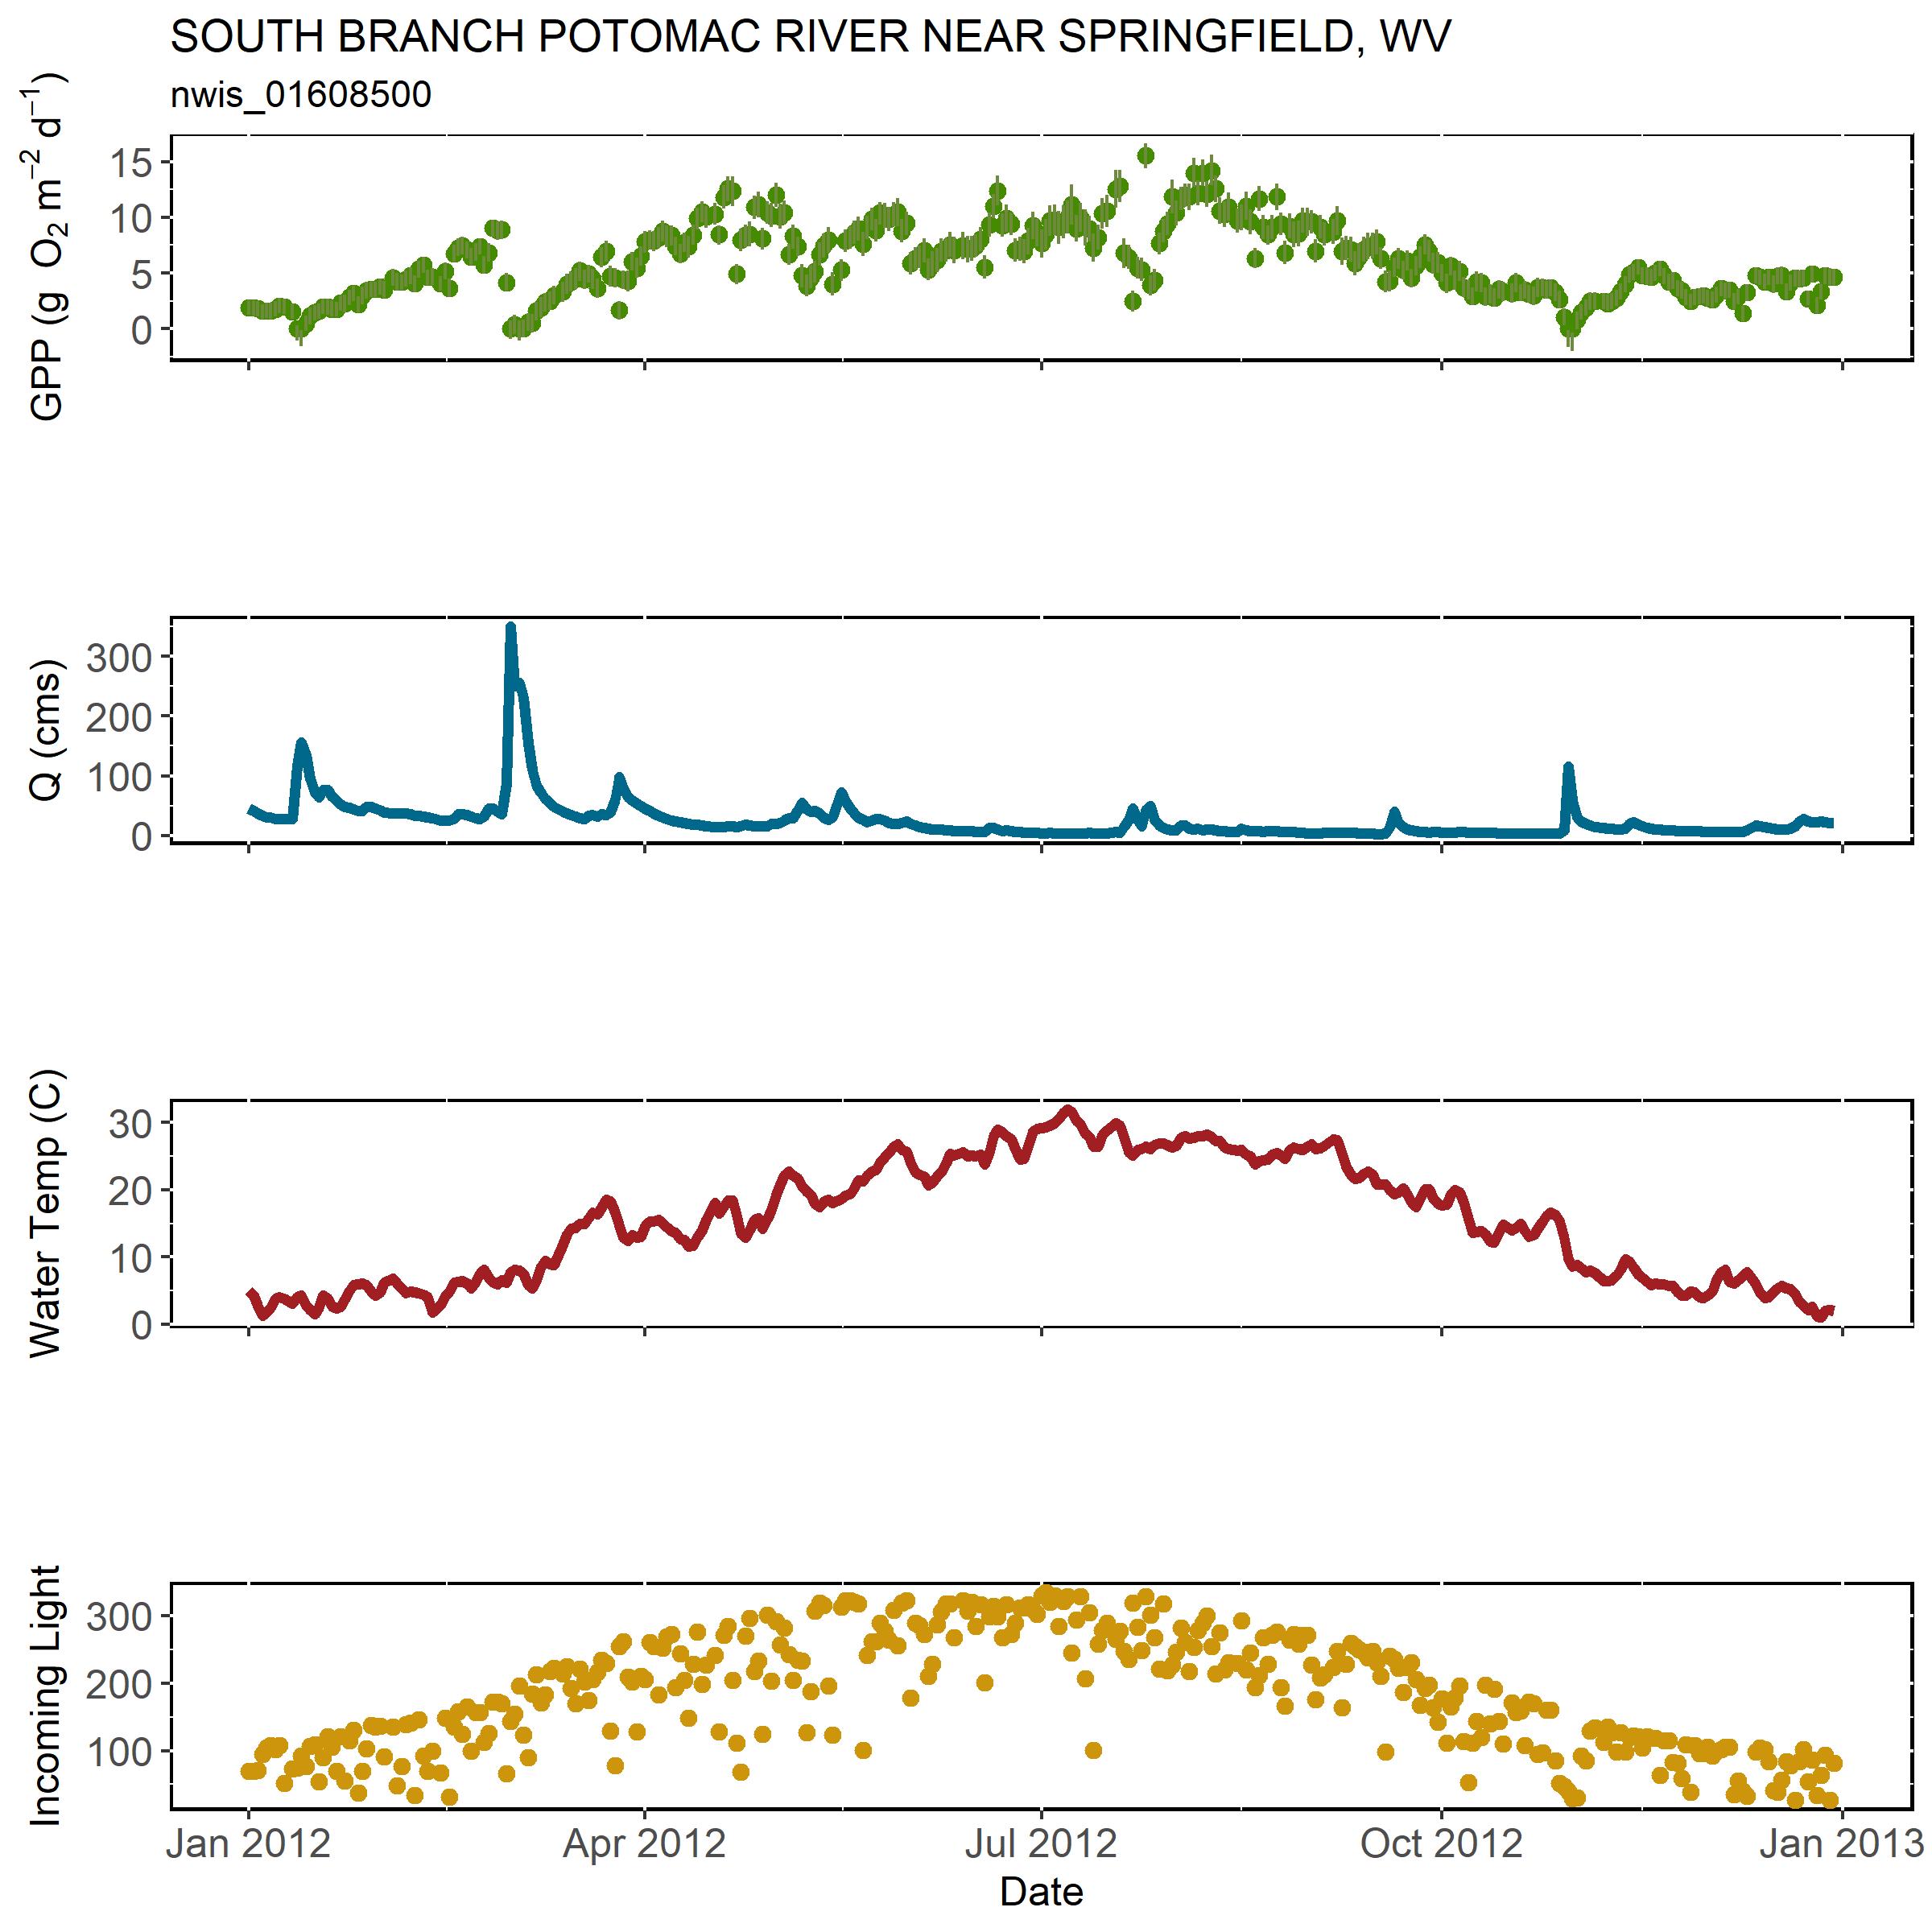 SOUTH BRANCH POTOMAC RIVER NEAR SPRINGFIELD, WV
nwis_01608500
GPP (g O₂ m⁻² d⁻¹)
15
10
5
0
Q (cms)
300
200
100
0
Water Temp (C)
30
20
10
0
Incoming Light
300
200
100
Jan 2012 Apr 2012 Jul 2012 Oct 2012 Jan 2013
Date